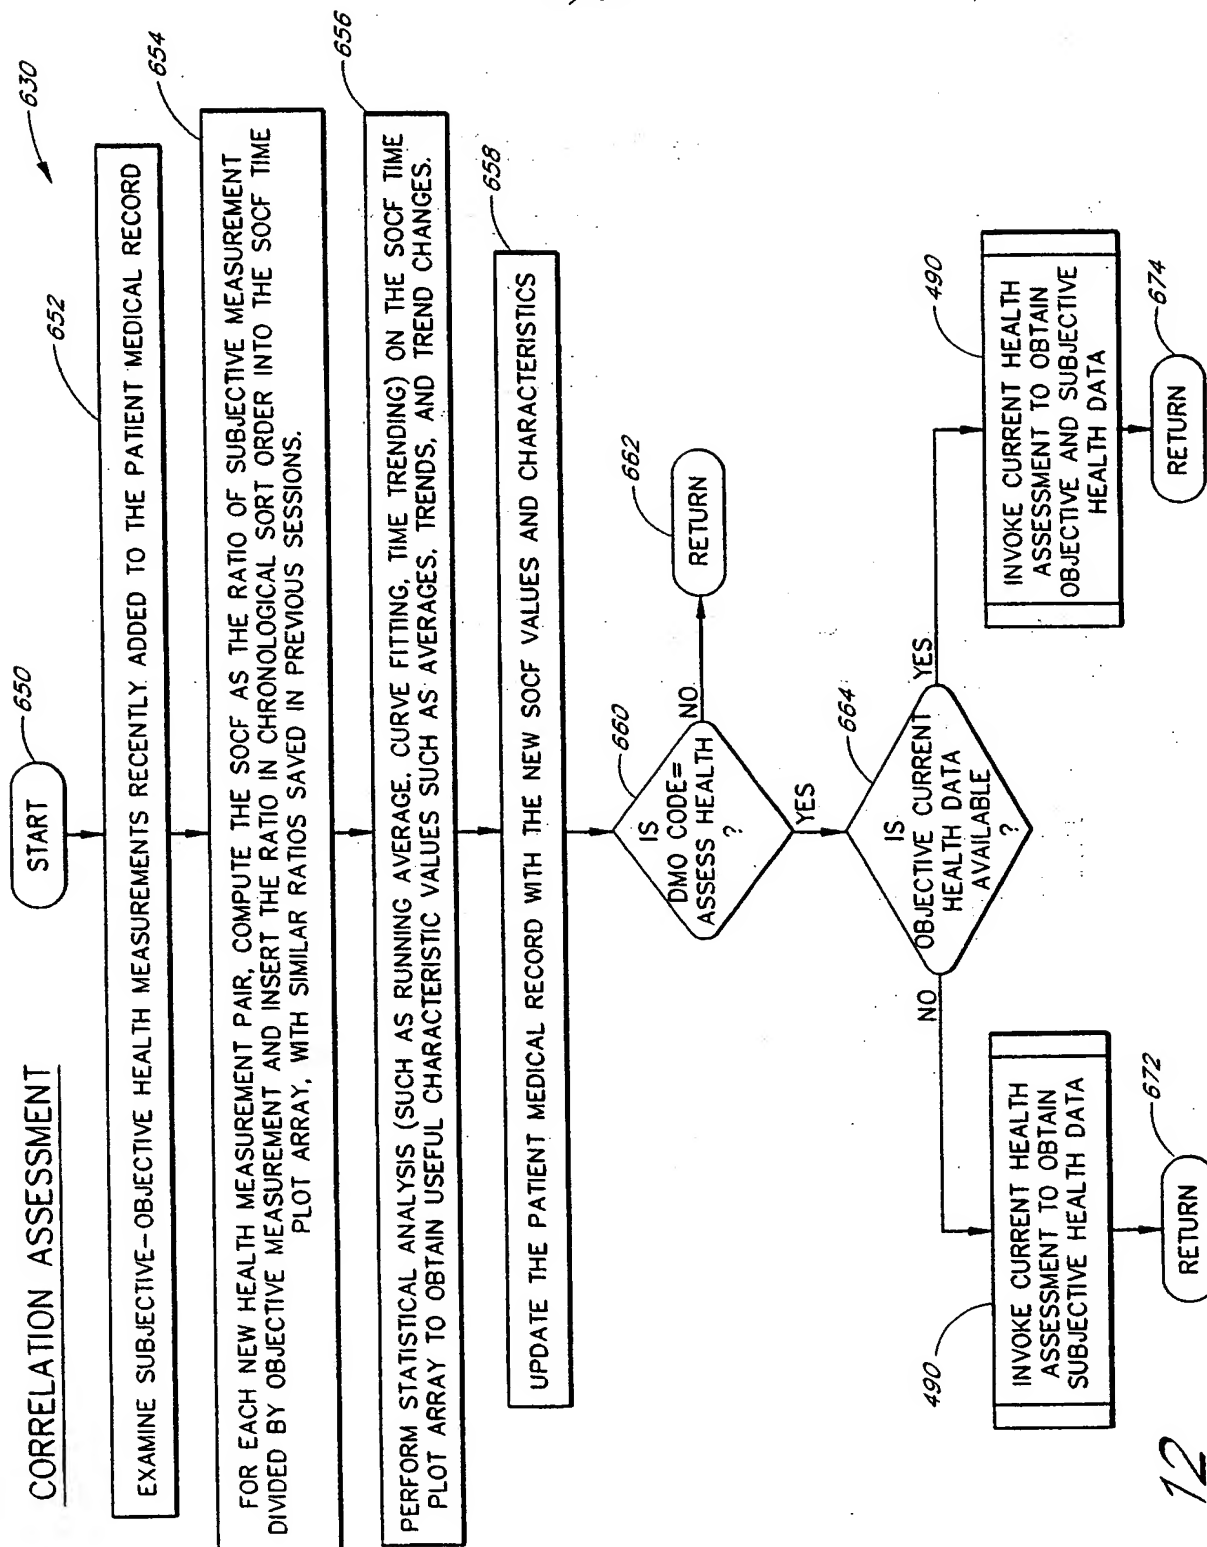 CORRELATION ASSESSMENT
630
START
650
EXAMINE SUBJECTIVE-OBJECTIVE HEALTH MEASUREMENTS RECENTLY ADDED TO THE PATIENT MEDICAL RECORD
652
FOR EACH NEW HEALTH MEASUREMENT PAIR, COMPUTE THE SOCF AS THE RATIO OF SUBJECTIVE MEASUREMENT
DIVIDED BY OBJECTIVE MEASUREMENT AND INSERT THE RATIO IN CHRONOLOGICAL SORT ORDER INTO THE SOCF TIME
PLOT ARRAY, WITH SIMILAR RATIOS SAVED IN PREVIOUS SESSIONS.
654
PERFORM STATISTICAL ANALYSIS (SUCH AS RUNNING AVERAGE, CURVE FITTING, TIME TRENDING) ON THE SOCF TIME
PLOT ARRAY TO OBTAIN USEFUL CHARACTERISTIC VALUES SUCH AS AVERAGES, TRENDS, AND TREND CHANGES.
656
UPDATE THE PATIENT MEDICAL RECORD WITH THE NEW SOCF VALUES AND CHARACTERISTICS
658
IS
DMO CODE=
ASSESS HEALTH
?
660
NO
RETURN
662
YES
IS
OBJECTIVE CURRENT
HEALTH DATA
AVAILABLE
?
664
NO
YES
INVOKE CURRENT HEALTH
ASSESSMENT TO OBTAIN
SUBJECTIVE HEALTH DATA
490
RETURN
672
INVOKE CURRENT HEALTH
ASSESSMENT TO OBTAIN
OBJECTIVE AND SUBJECTIVE
HEALTH DATA
490
RETURN
674
12